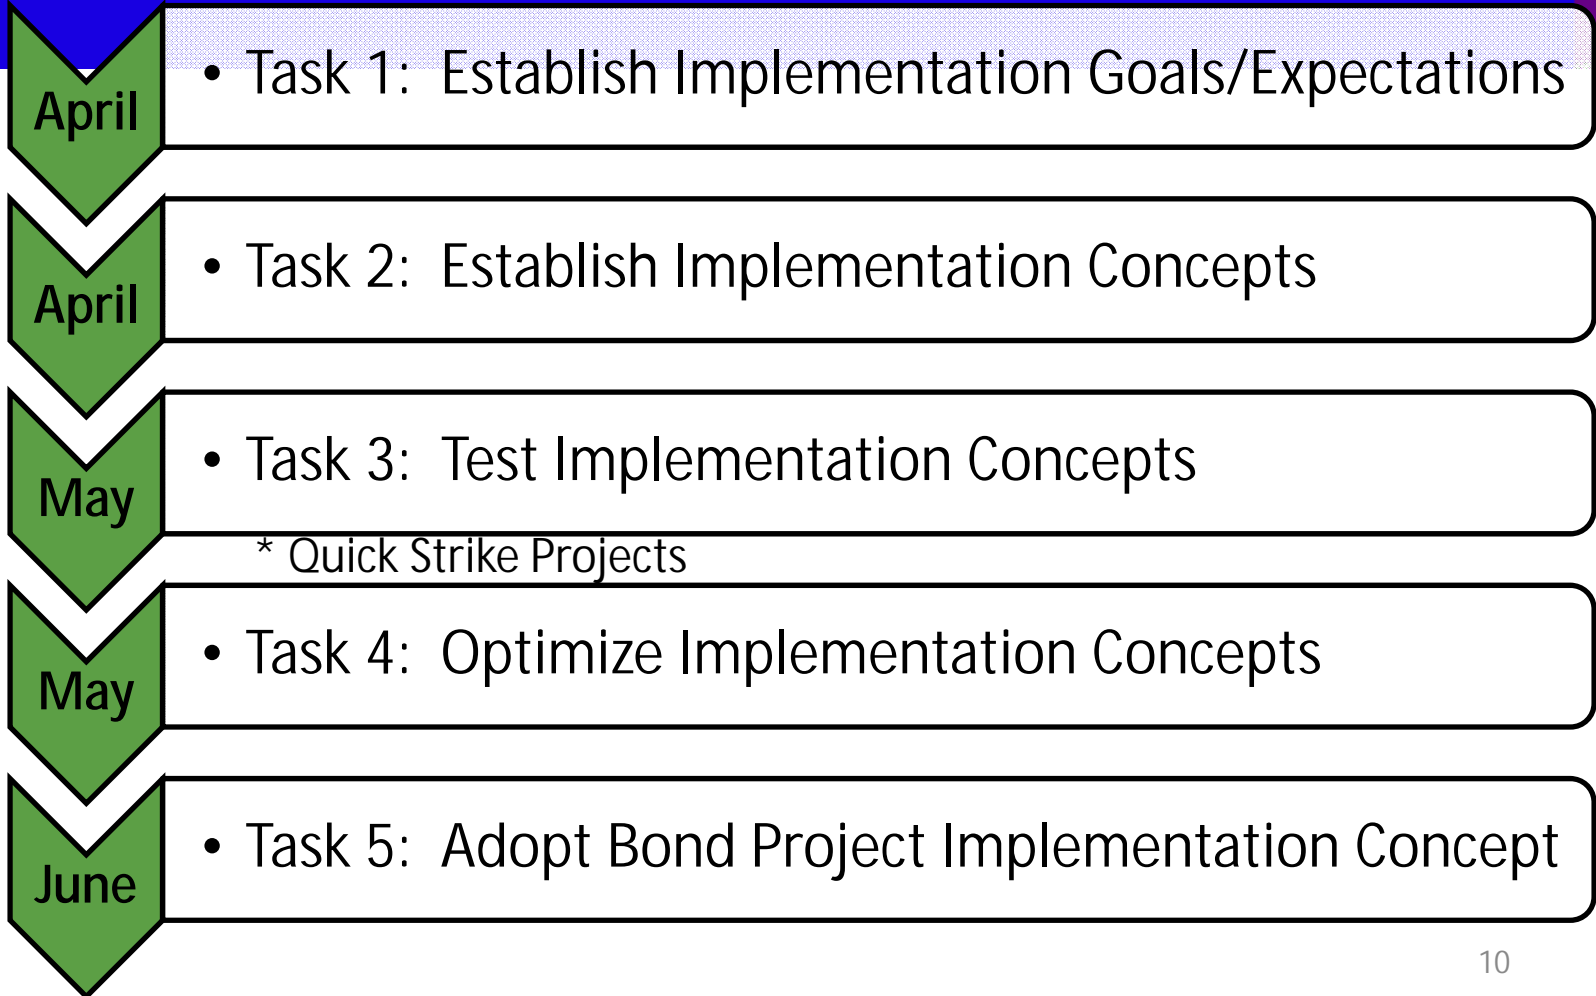 April
• Task 1: Establish Implementation Goals/Expectations
April
• Task 2: Establish Implementation Concepts
May
• Task 3: Test Implementation Concepts
* Quick Strike Projects
May
• Task 4: Optimize Implementation Concepts
June
• Task 5: Adopt Bond Project Implementation Concept
10